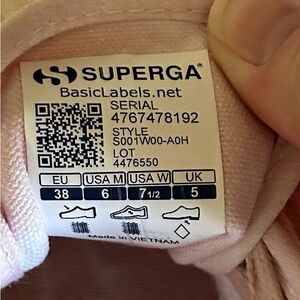 SUPERGA®
BasicLabels.net
SERIAL
4767478192
STYLE
S001W00-A0H
LOT
4476550
EU USA M USA W UK
38 6 7 1/2 5
Made in VIETNAM